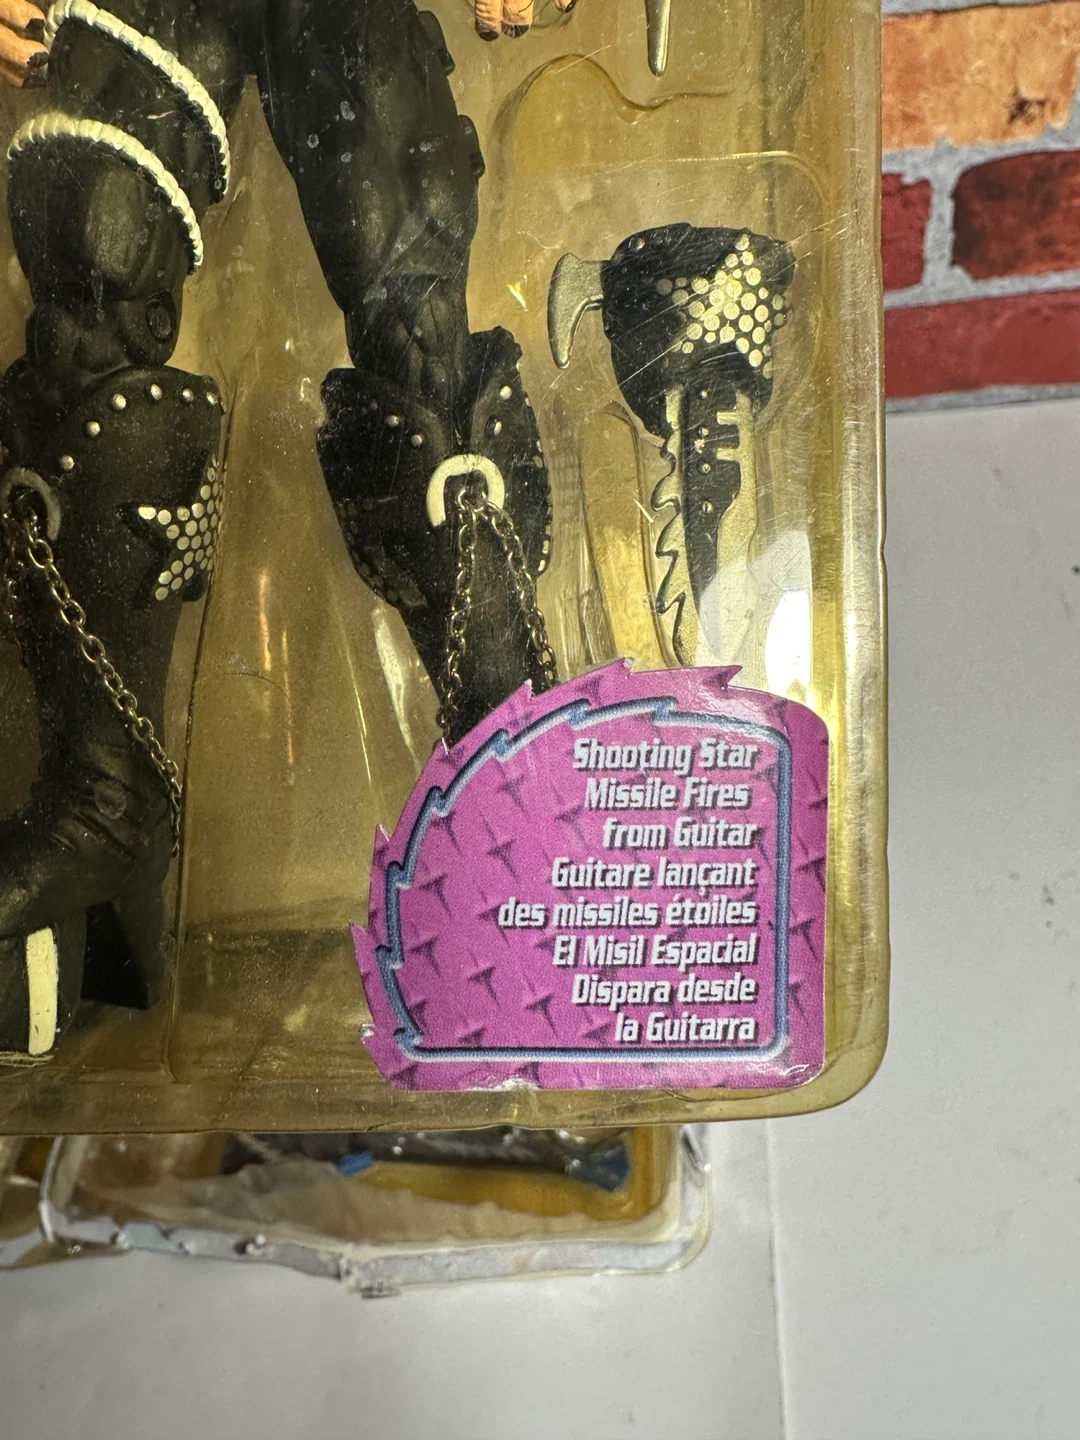 Shooting Star
Missile Fires
from Guitar
Guitare lançant
des missiles étoiles
El Misil Espacial
Dispara desde
la Guitarra